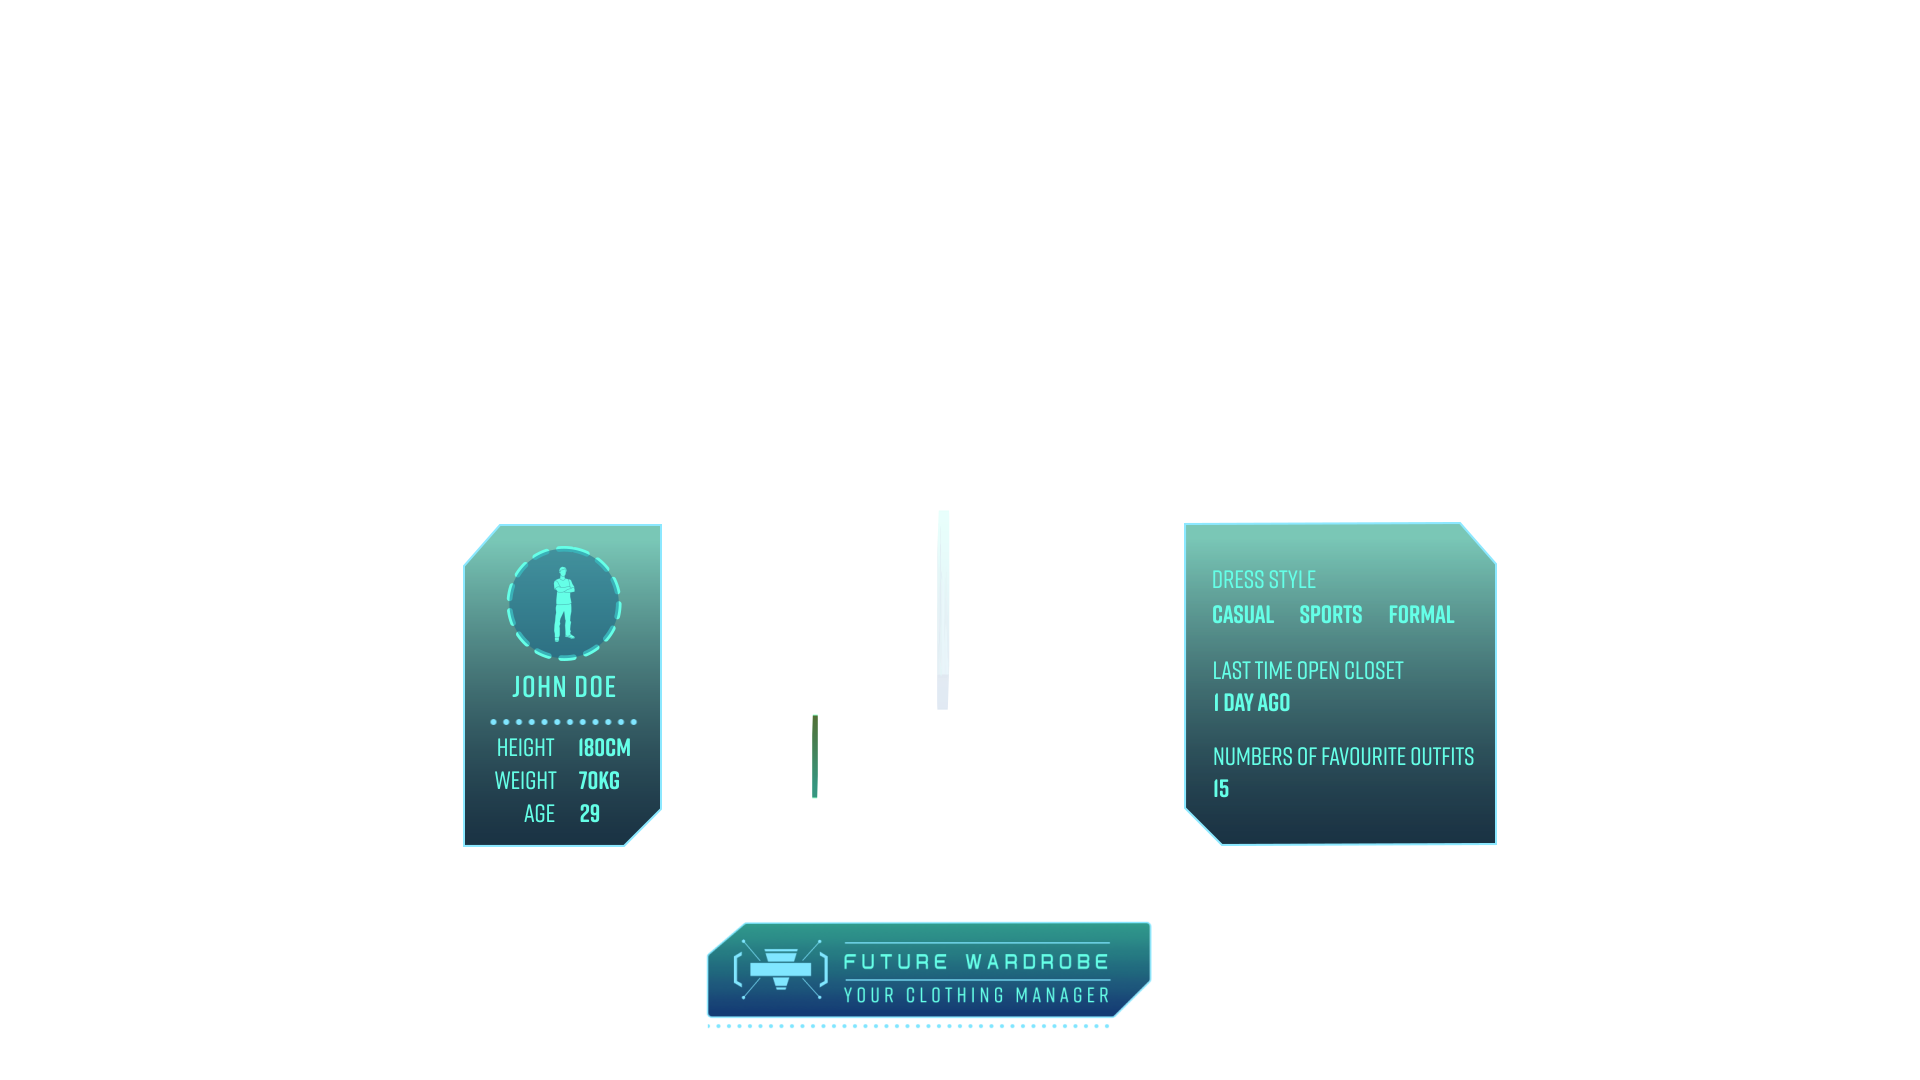 JOHN DOE
HEIGHT 180CM
WEIGHT 70KG
AGE 29
DRESS STYLE
CASUAL SPORTS FORMAL
LAST TIME OPEN CLOSET
1 DAY AGO
NUMBERS OF FAVOURITE OUTFITS
15
FUTURE WARDROBE
YOUR CLOTHING MANAGER